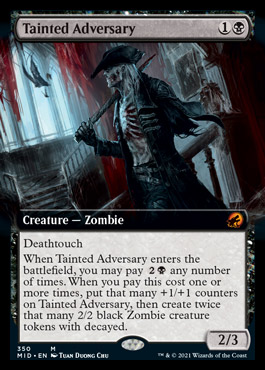 Tainted Adversary 1
Creature — Zombie
Deathtouch
When Tainted Adversary enters the
battlefield, you may pay 2 any number
of times. When you pay this cost one or
more times, put that many +1/+1 counters
on Tainted Adversary, then create twice
that many 2/2 black Zombie creature
tokens with decayed.
2/3
350 M
MID • EN Tuan Duong Chu
™ & © 2021 Wizards of the Coast